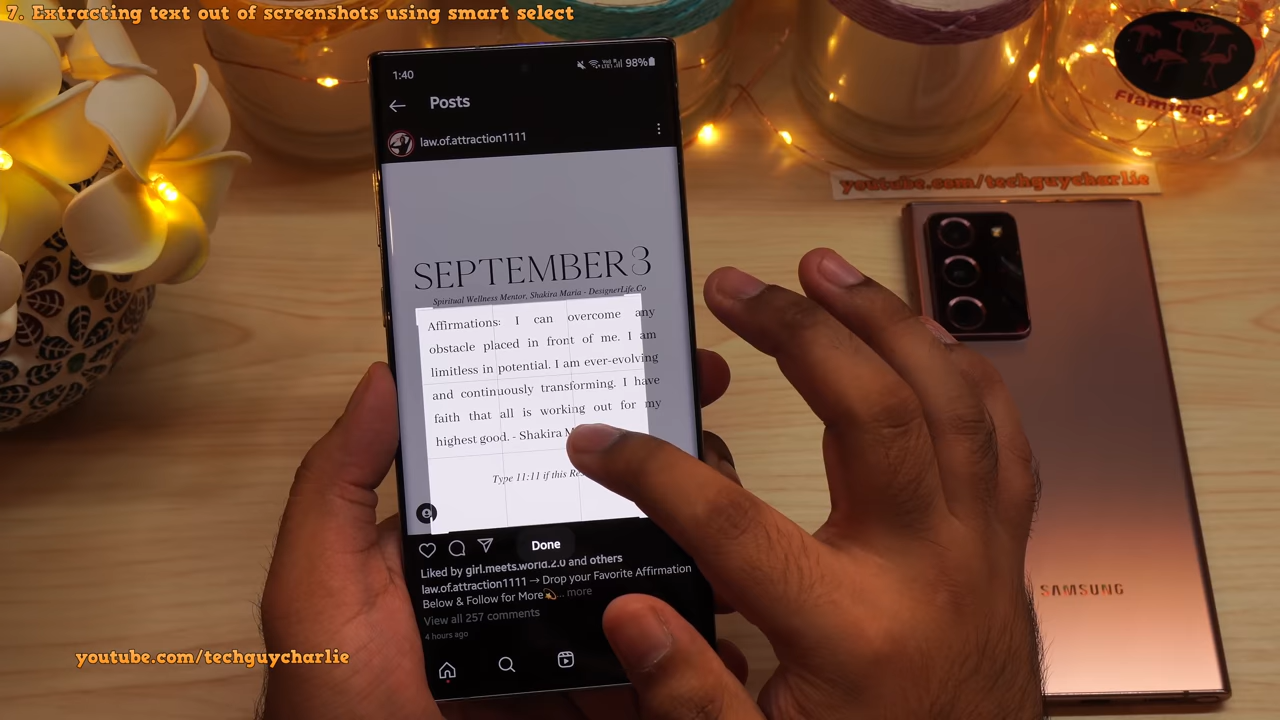 7. Extracting text out of screenshots using smart select
1:40
98%
Posts
law.of.attraction1111
SEPTEMBER 3
Spiritual Wellness Mentor, Shakira Maria - DesignerLife.Co
Affirmations: I can overcome any
obstacle placed in front of me. I am
limitless in potential. I am ever-evolving
and continuously transforming. I have
faith that all is working out for my
highest good. - Shakira
Type 11:11 if this
Done
Liked by girl.meets.world.2.0 and others
law.of.attraction1111 → Drop your Favorite Affirmation
Below & Follow for More💫... more
View all 257 comments
4 hours ago
FlaminGO
youtube.com/techguycharlie
SAMSUNG
youtube.com/techguycharlie